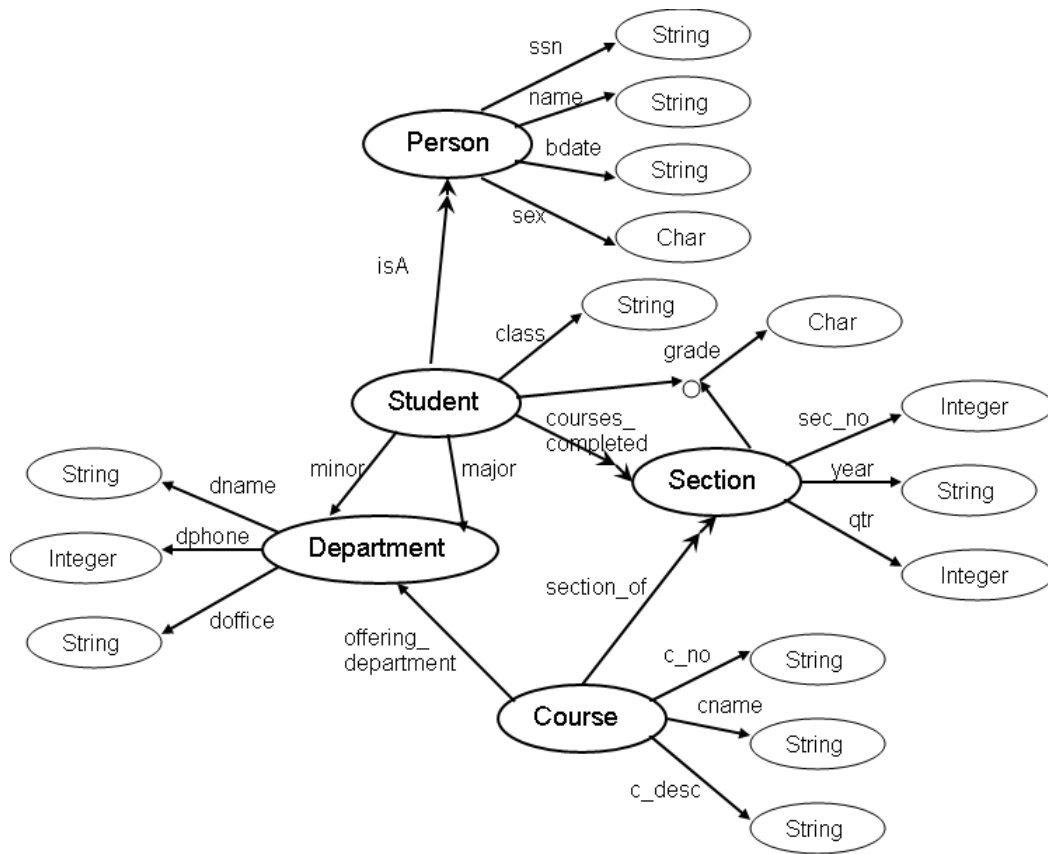 ssn
String
name
String
Person
bdate
String
sex
Char
isA
class
String
grade
Char
Student
courses_
completed
sec_no
Integer
Section
year
String
qtr
Integer
minor
major
String
dname
dphone
Integer
Department
doffice
String
section_of
offering_
department
c_no
String
Course
cname
String
c_desc
String